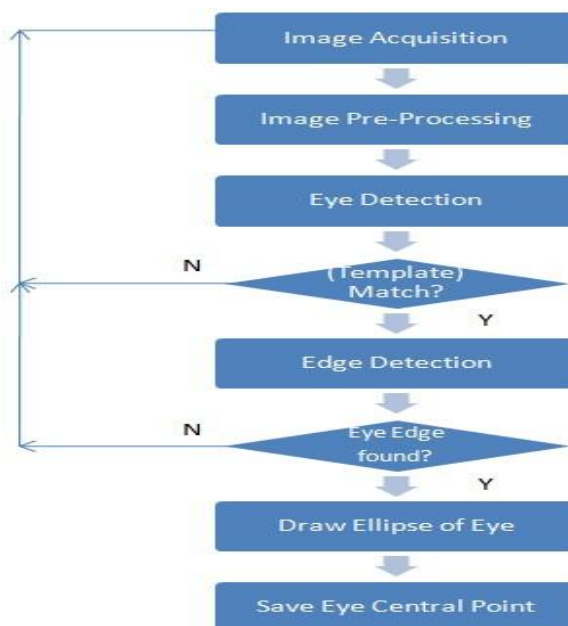 Image Acquisition
Image Pre-Processing
Eye Detection
N
(Template)
Match?
Y
Edge Detection
N
Eye Edge
found?
Y
Draw Ellipse of Eye
Save Eye Central Point